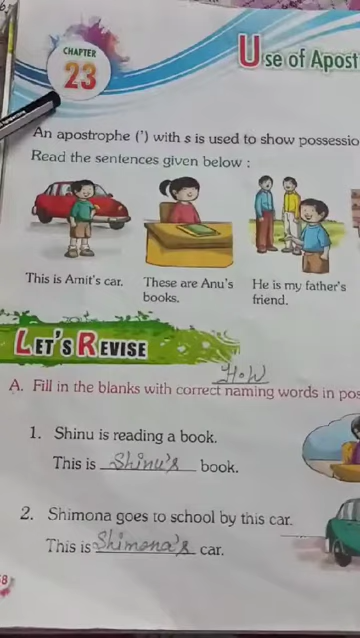 CHAPTER
23
Use of Apost
An apostrophe (') with s is used to show possessio
Read the sentences given below :
This is Amit's car.
These are Anu's
books.
He is my father's
friend.
LET'S REVISE
H.W
A. Fill in the blanks with correct naming words in pos
1. Shinu is reading a book.
This is Shinu's book.
2. Shimona goes to school by this car.
This is Shimona's car.
58